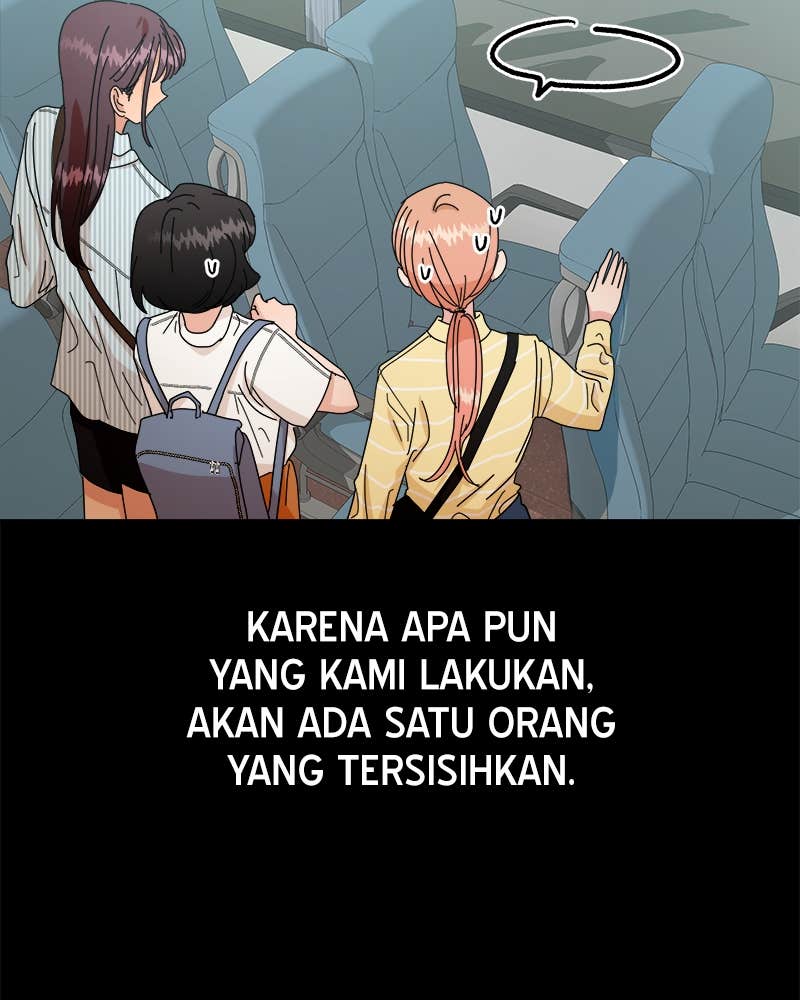 KARENA APA PUN
YANG KAMI LAKUKAN,
AKAN ADA SATU ORANG
YANG TERSISIHKAN.